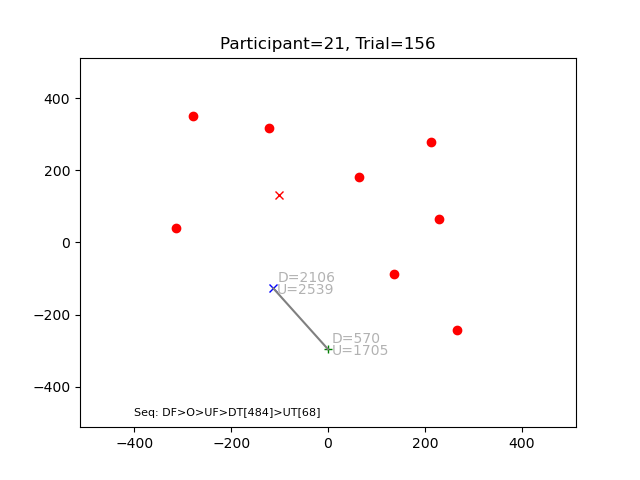 Participant=21, Trial=156
400
200
0
−200
−400
D=2106
U=2539
D=570
U=1705
Seq: DF>O>UF>DT[484]>UT[68]
−400 −200 0 200 400